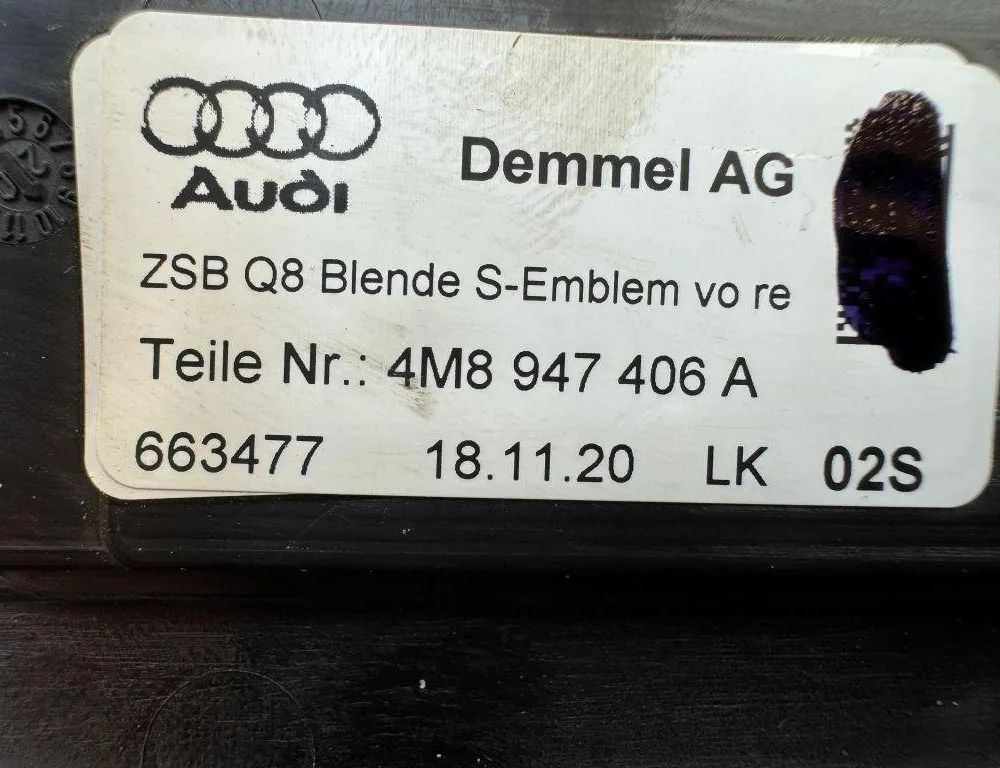 Audi
Demmel AG
ZSB Q8 Blende S-Emblem vo re
Teile Nr.: 4M8 947 406 A
663477 18.11.20 LK 02S